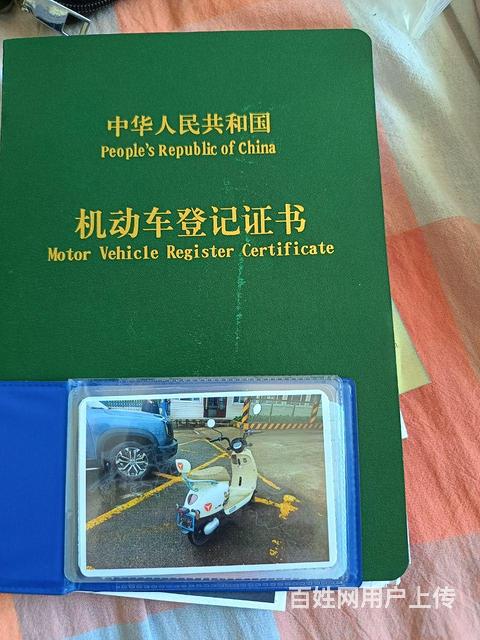 中华人民共和国
People's Republic of China
机动车登记证书
Motor Vehicle Register Certificate
百姓网用户上传